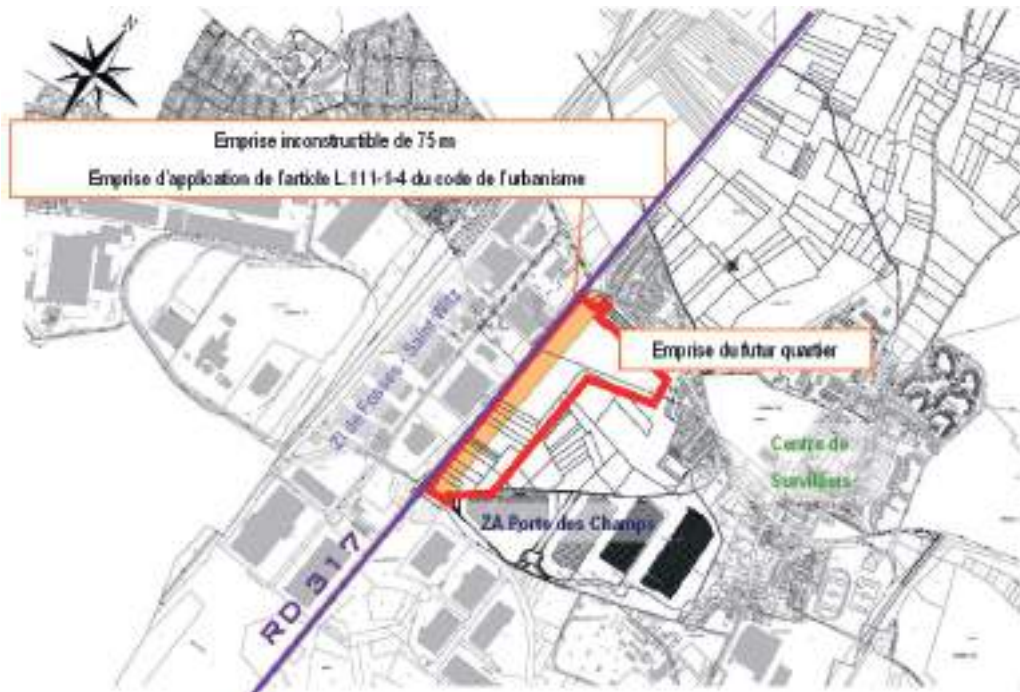 N
Emprise inconstructible de 75 m
Emprise d'application de l'article L.111-1-4 du code de l'urbanisme
ZI de Fosses - Saint Witz
Emprise du futur quartier
Centre de
Survilliers
ZA Porte des Champs
RD 317